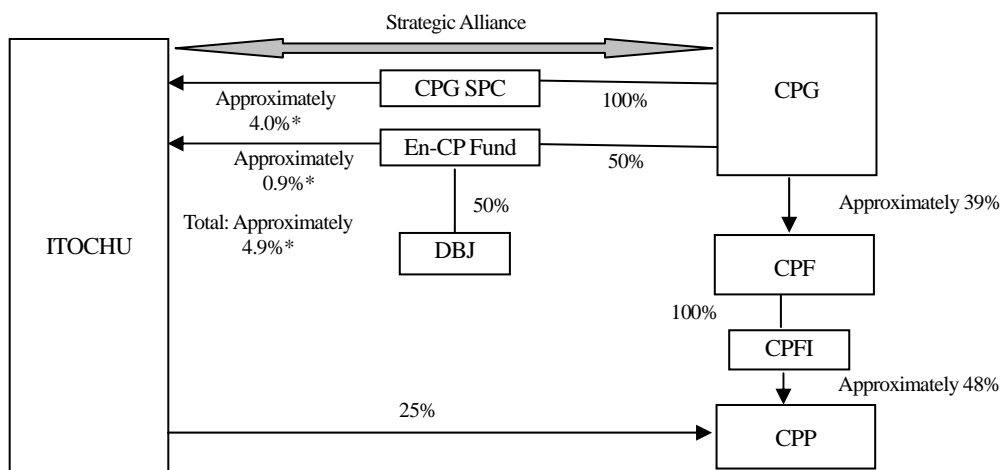 Strategic Alliance
CPG SPC
100%
CPG
Approximately
4.0%*
En-CP Fund
50%
Approximately
0.9%*
50%
Approximately 39%
Total: Approximately
4.9%*
ITOCHU
DBJ
CPF
100%
CPFI
Approximately 48%
25%
CPP